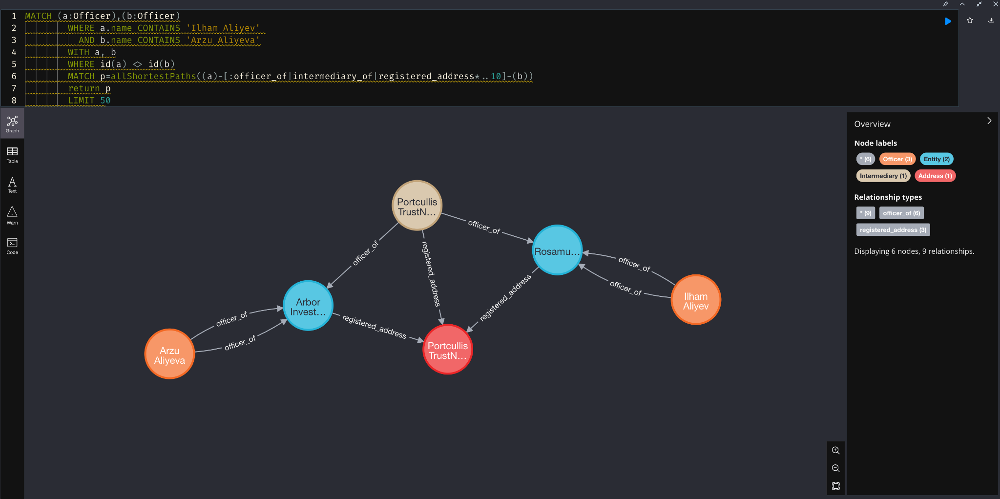 1 MATCH (a:Officer),(b:Officer)
2 WHERE a.name CONTAINS 'Ilham Aliyev'
3 AND b.name CONTAINS 'Arzu Aliyeva'
4 WITH a, b
5 WHERE id(a) <> id(b)
6 MATCH p=allShortestPaths((a)-[:officer_of|intermediary_of|registered_address*..10]-(b))
7 return p
8 LIMIT 50
Graph
Table
Text
Warn
Code
Portcullis
TrustN...
officer_of
officer_of
registered_address
Rosamu...
officer_of
officer_of
registered_address
Ilham
Aliyev
Arbor
Invest...
officer_of
officer_of
registered_address
Arzu
Aliyeva
Portcullis
TrustN...
Overview
Node labels
* (6) Officer (3) Entity (2)
Intermediary (1) Address (1)
Relationship types
* (9) officer_of (6)
registered_address (3)
Displaying 6 nodes, 9 relationships.